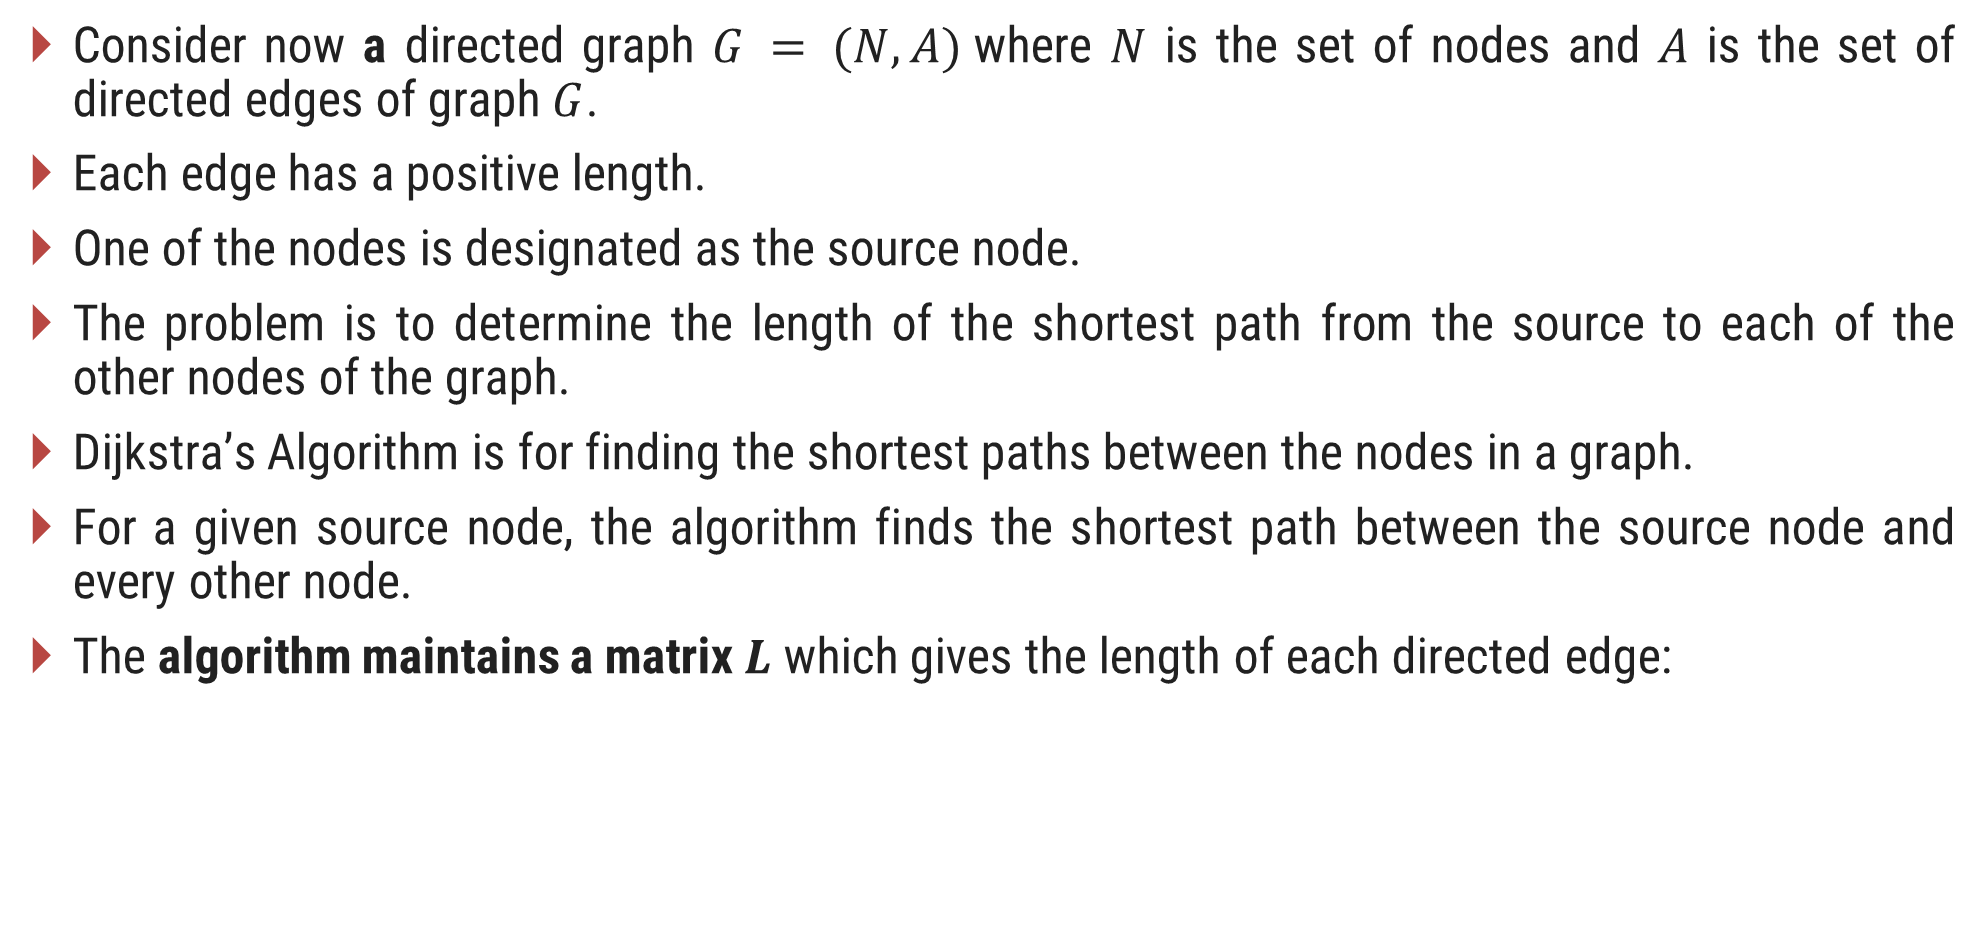 Consider now a directed graph G = (N, A) where N is the set of nodes and A is the set of
directed edges of graph G.
Each edge has a positive length.
One of the nodes is designated as the source node.
The problem is to determine the length of the shortest path from the source to each of the
other nodes of the graph.
Dijkstra’s Algorithm is for finding the shortest paths between the nodes in a graph.
For a given source node, the algorithm finds the shortest path between the source node and
every other node.
The algorithm maintains a matrix L which gives the length of each directed edge: